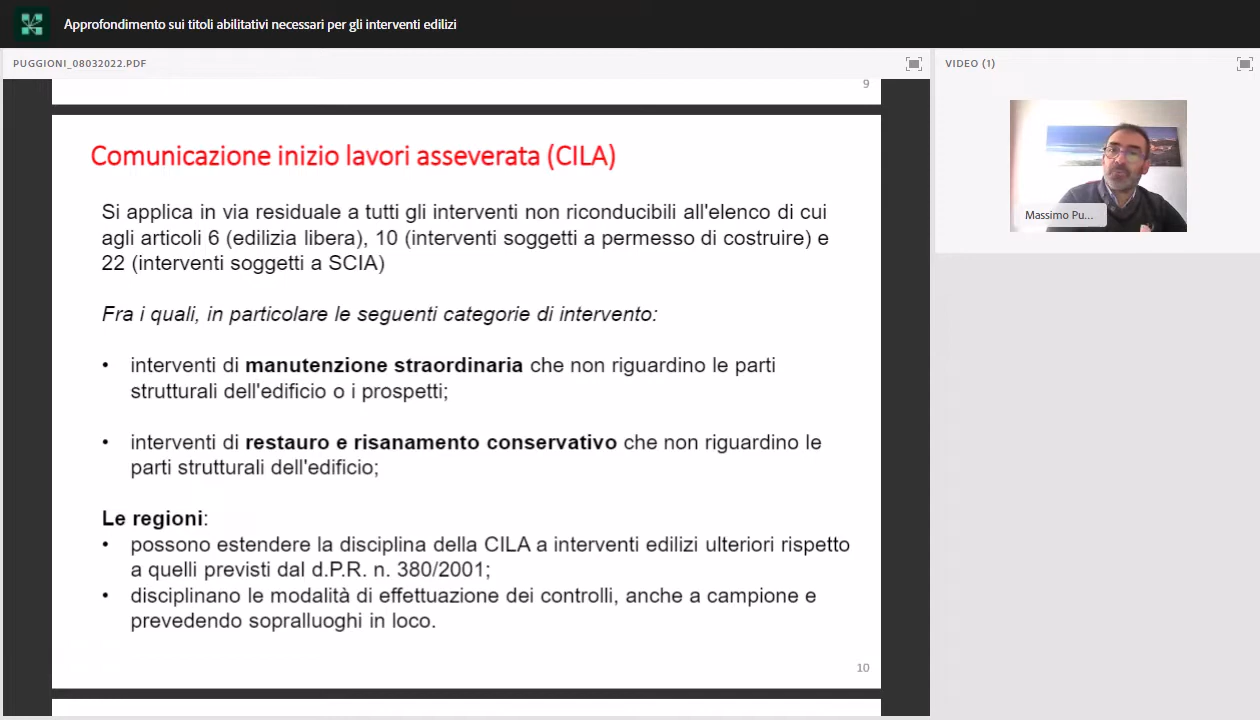 Approfondimento sui titoli abilitativi necessari per gli interventi edilizi
PUGGIONI_08032022.PDF
VIDEO (1)
9
Comunicazione inizio lavori asseverata (CILA)
Si applica in via residuale a tutti gli interventi non riconducibili all'elenco di cui
agli articoli 6 (edilizia libera), 10 (interventi soggetti a permesso di costruire) e
22 (interventi soggetti a SCIA)
Fra i quali, in particolare le seguenti categorie di intervento:
• interventi di manutenzione straordinaria che non riguardino le parti
strutturali dell'edificio o i prospetti;
• interventi di restauro e risanamento conservativo che non riguardino le
parti strutturali dell'edificio;
Le regioni:
• possono estendere la disciplina della CILA a interventi edilizi ulteriori rispetto
a quelli previsti dal d.P.R. n. 380/2001;
• disciplinano le modalità di effettuazione dei controlli, anche a campione e
prevedendo sopralluoghi in loco.
10
Massimo Pu...